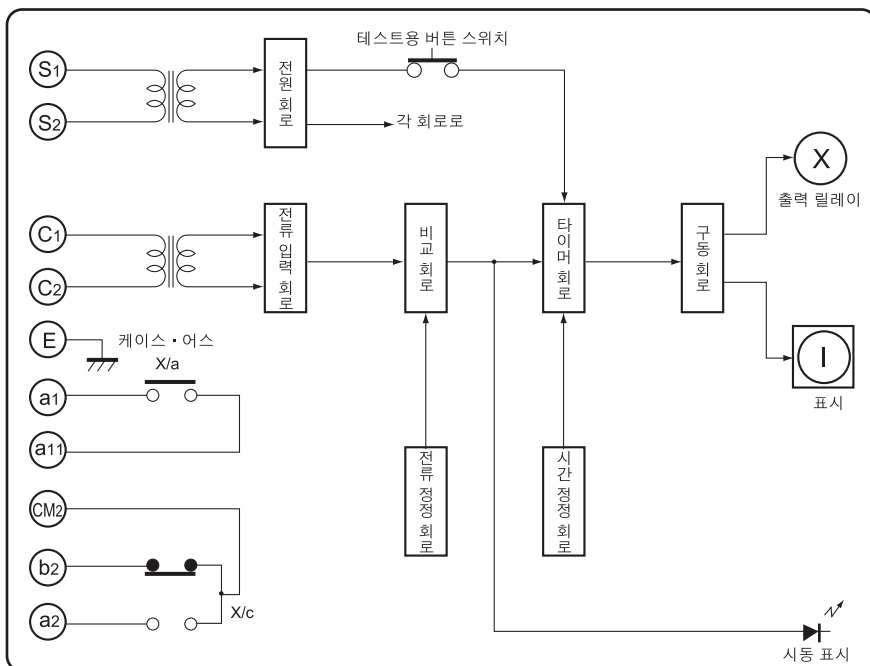 테스트용 버튼 스위치
S1
S2
전원 회로
각 회로로
X
출력 릴레이
C1
C2
전류 입력 회로
비교 회로
타이머 회로
구동 회로
E
케이스・어스
I
표시
X/a
a1
a11
전류 정정 회로
시간 정정 회로
CM2
b2
X/c
a2
시동 표시